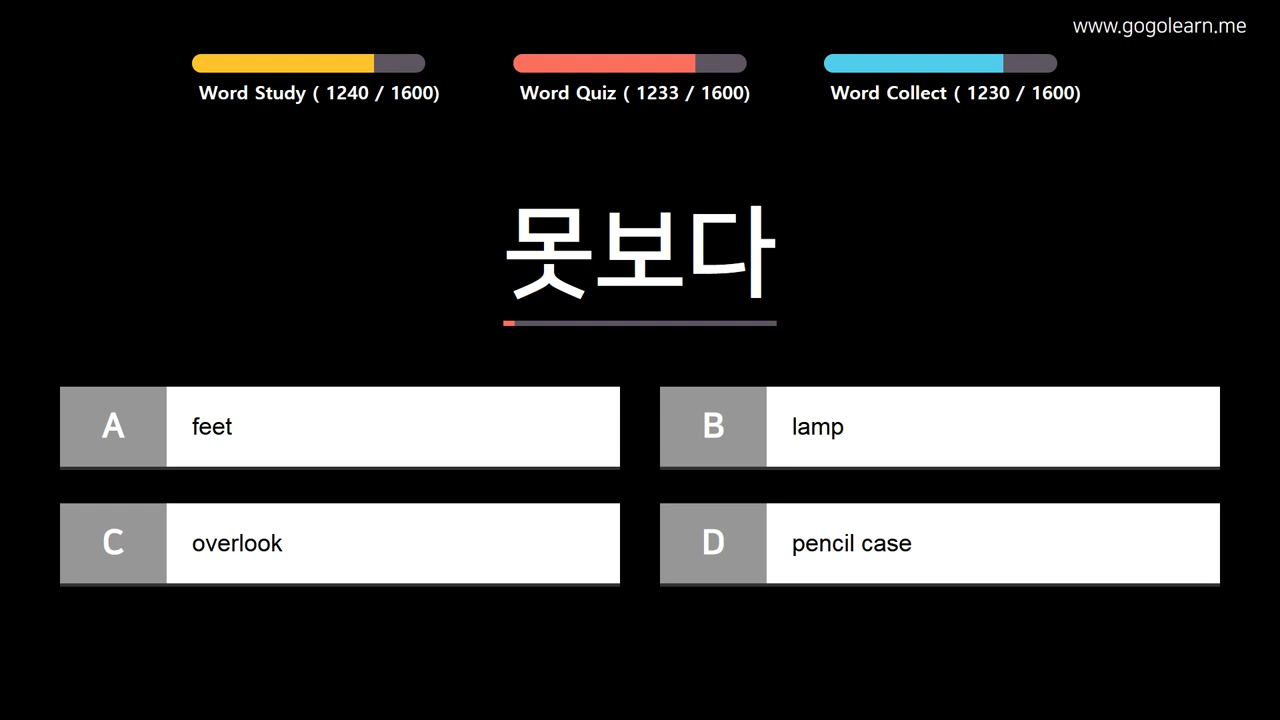 www.gogolearn.me
Word Study ( 1240 / 1600)
Word Quiz ( 1233 / 1600)
Word Collect ( 1230 / 1600)
못보다
A feet
B lamp
C overlook
D pencil case